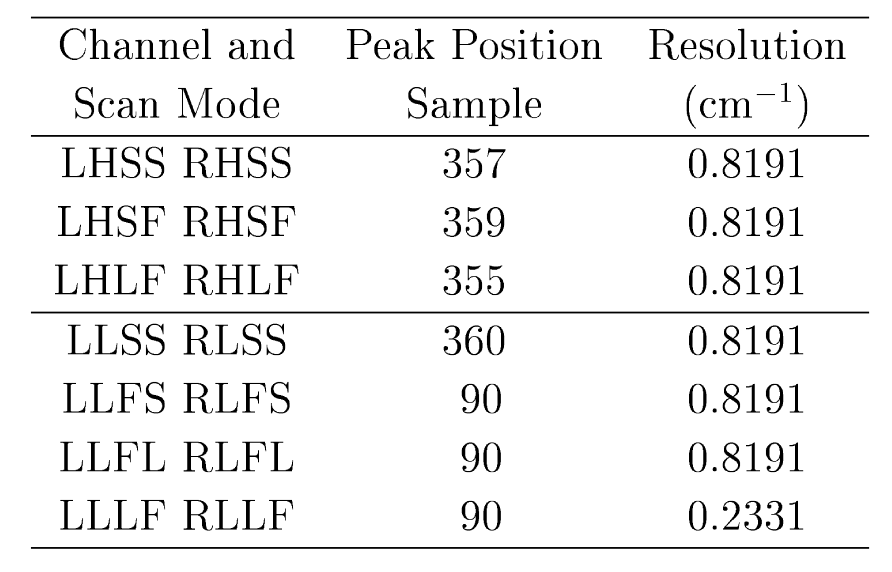 Channel and Peak Position Resolution
Scan Mode Sample (cm⁻¹)
LHSS RHSS 357 0.8191
LHSF RHSF 359 0.8191
LHLF RHLF 355 0.8191
LLSS RLSS 360 0.8191
LLFS RLFS 90 0.8191
LLFL RLFL 90 0.8191
LLLF RLLF 90 0.2331